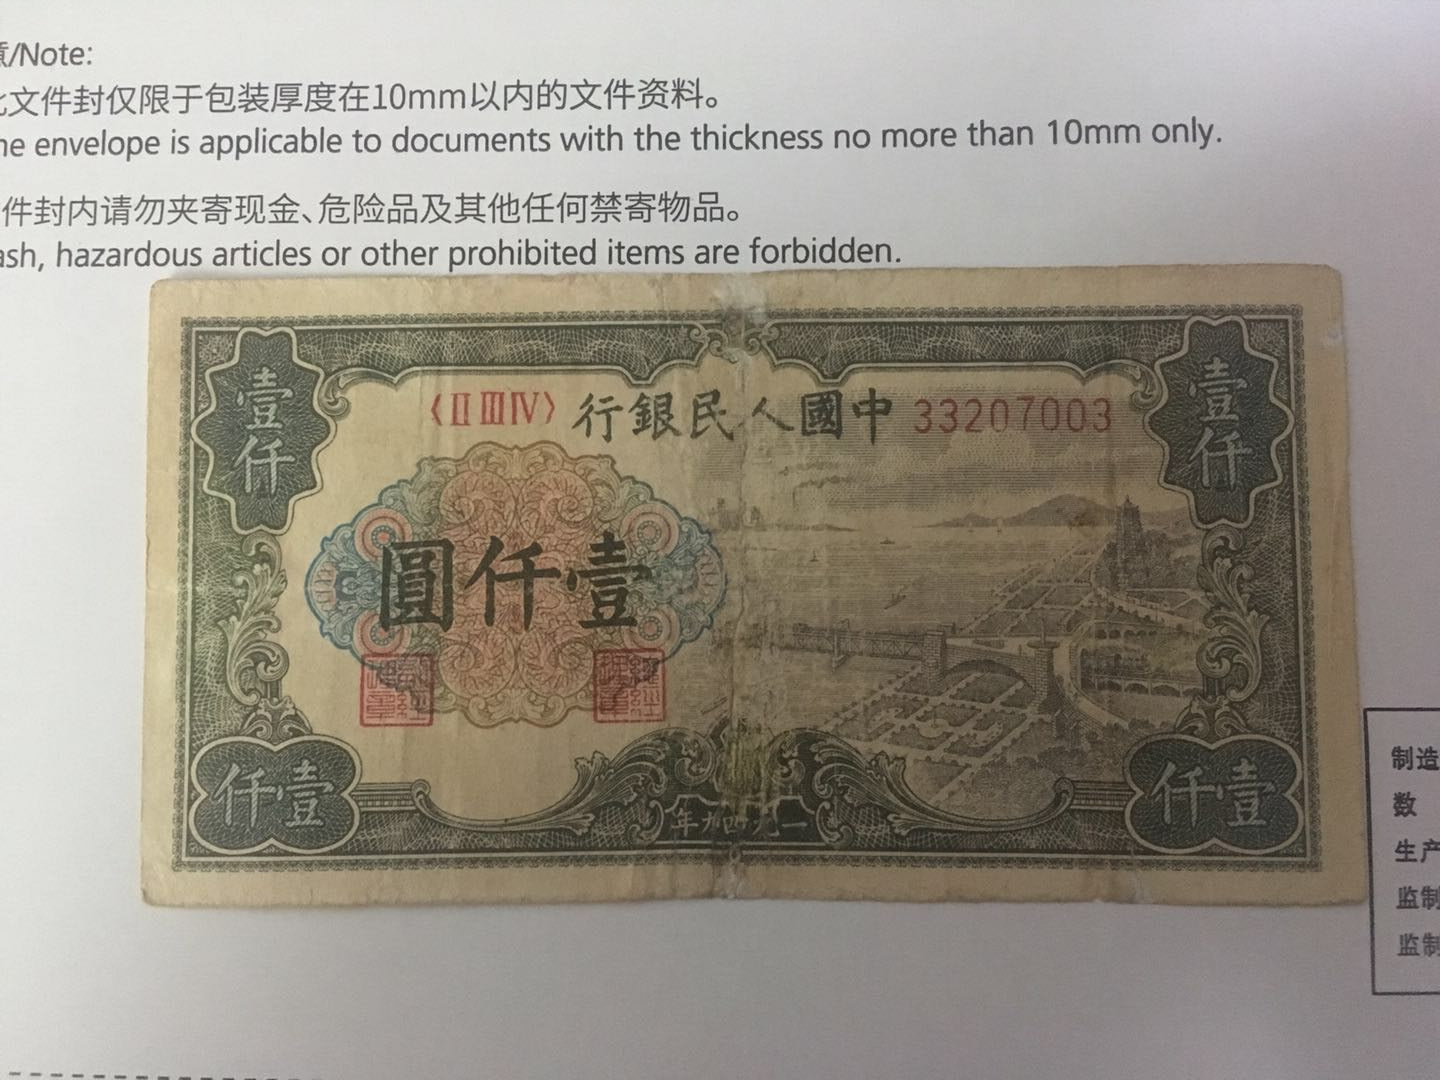 /Note:
文件封仅限于包装厚度在10mm以内的文件资料。
envelope is applicable to documents with the thickness no more than 10mm only.
件封内请勿夹寄现金、危险品及其他任何禁寄物品。
hazardous articles or other prohibited items are forbidden.
壹仟
壹仟
〈ⅡⅢⅣ〉 行銀民人國中 33207003
圓仟壹
仟壹
仟壹
年九四九一
制造
数
生产
监制
监制